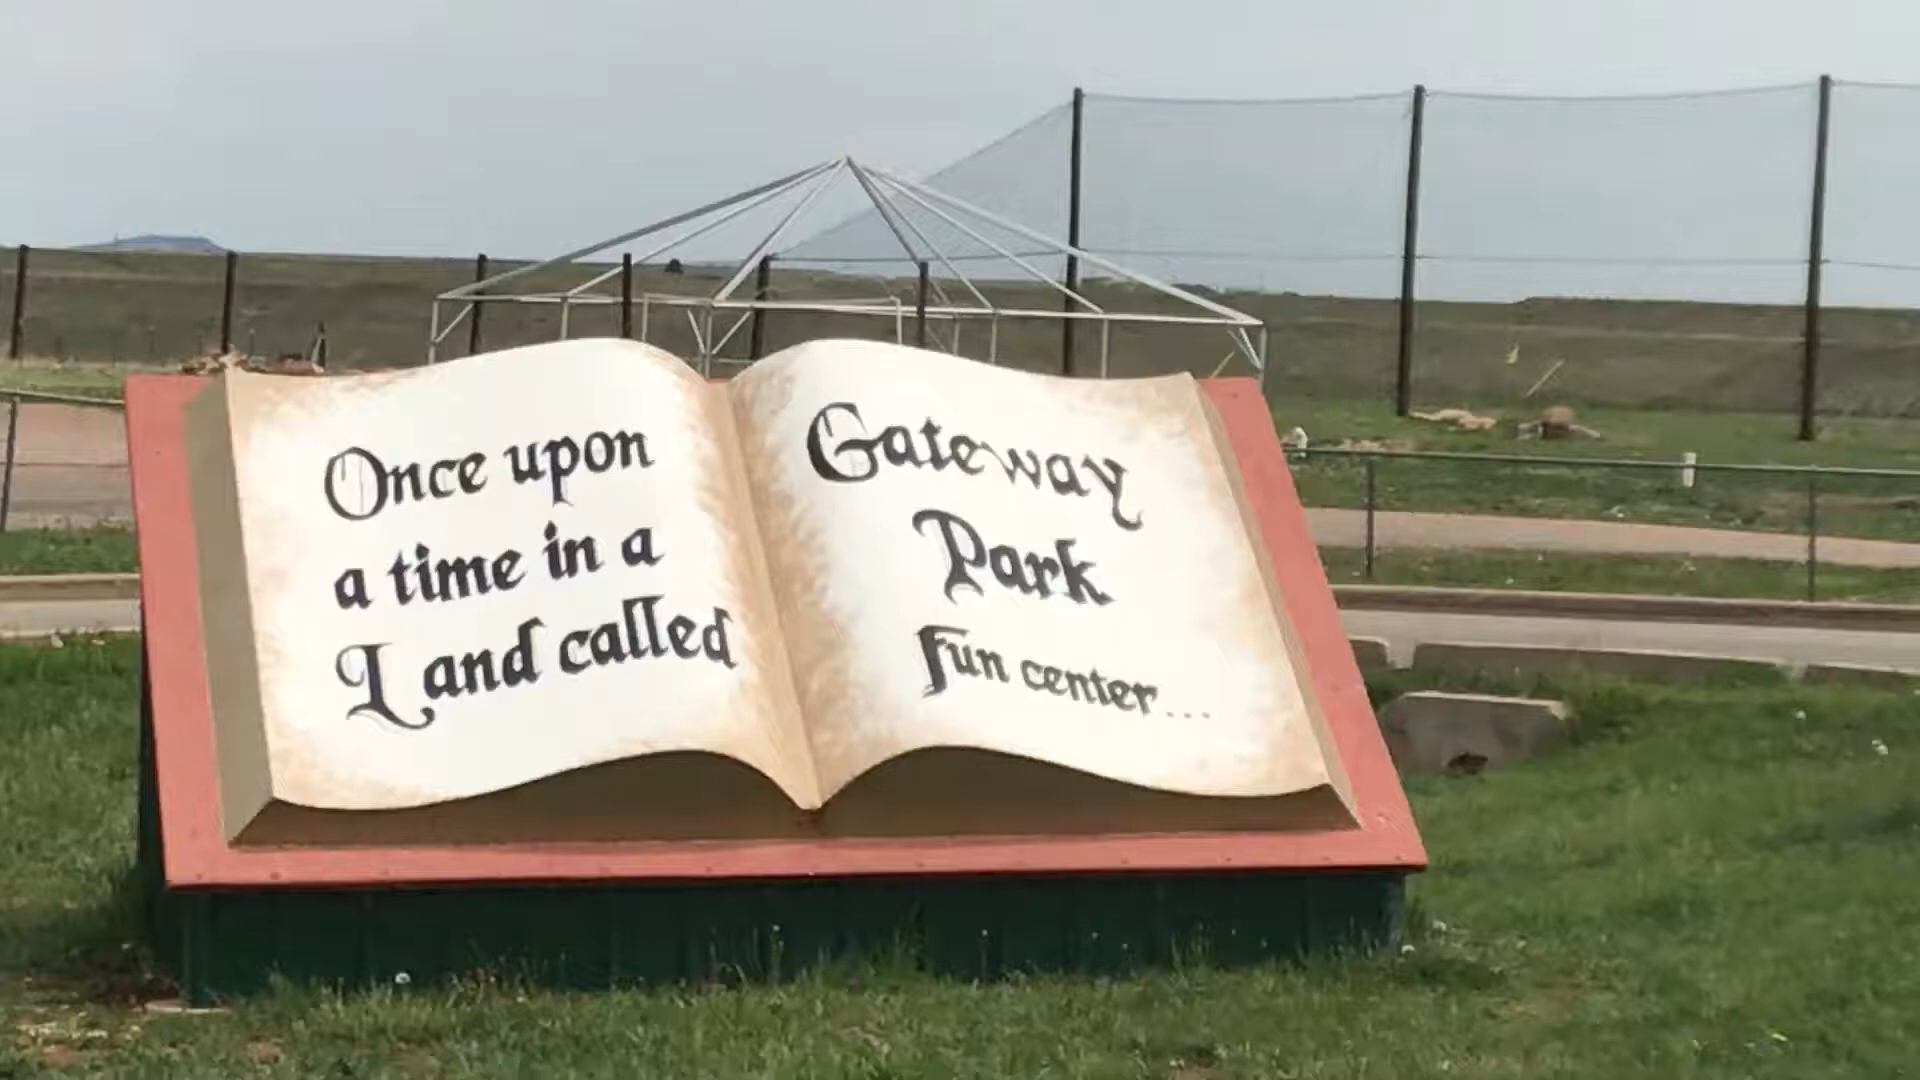 Once upon
a time in a
Land called
Gateway
Park
Fun center...